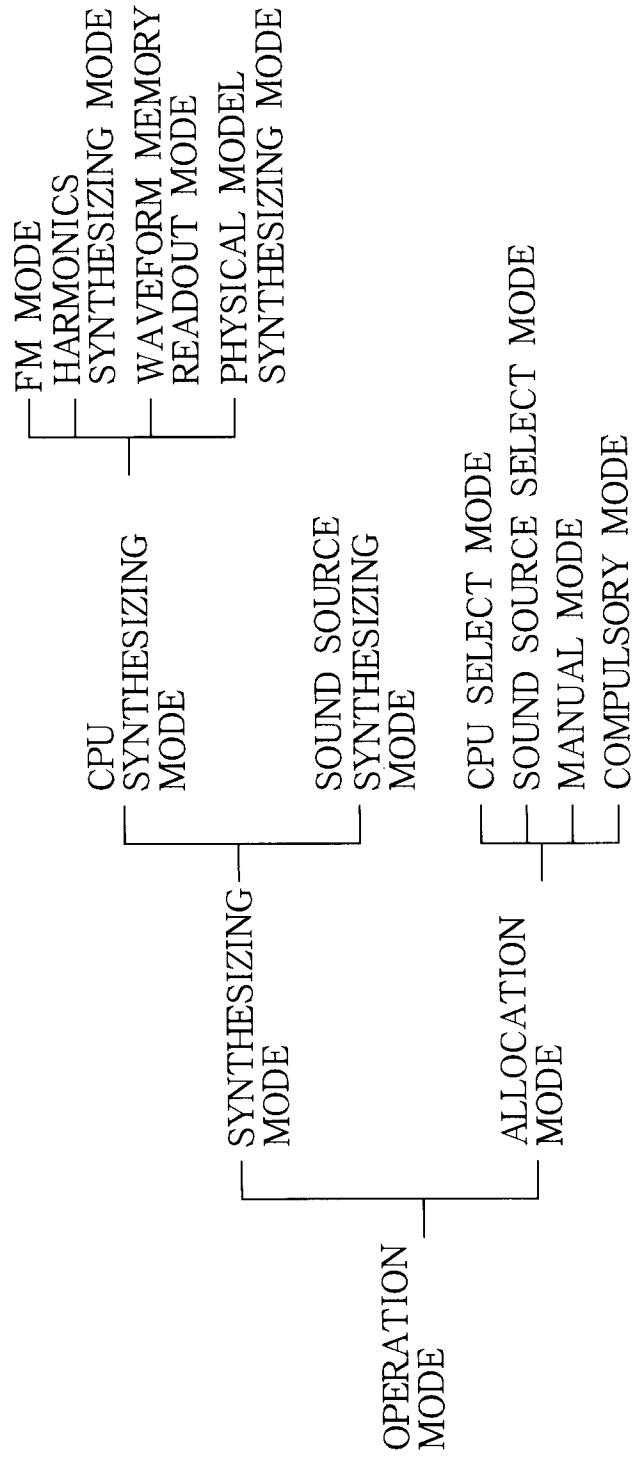 OPERATION
MODE
SYNTHESIZING
MODE
CPU
SYNTHESIZING
MODE
FM MODE
HARMONICS
SYNTHESIZING MODE
WAVEFORM MEMORY
READOUT MODE
PHYSICAL MODEL
SYNTHESIZING MODE
SOUND SOURCE
SYNTHESIZING
MODE
ALLOCATION
MODE
CPU SELECT MODE
SOUND SOURCE SELECT MODE
MANUAL MODE
COMPULSORY MODE